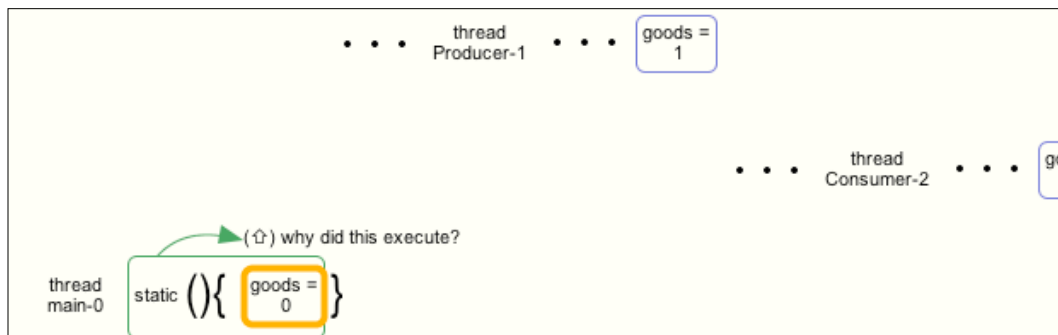 thread
Producer-1
goods =
1
thread
Consumer-2
(⇧) why did this execute?
thread
main-0
static (){
goods =
0
}